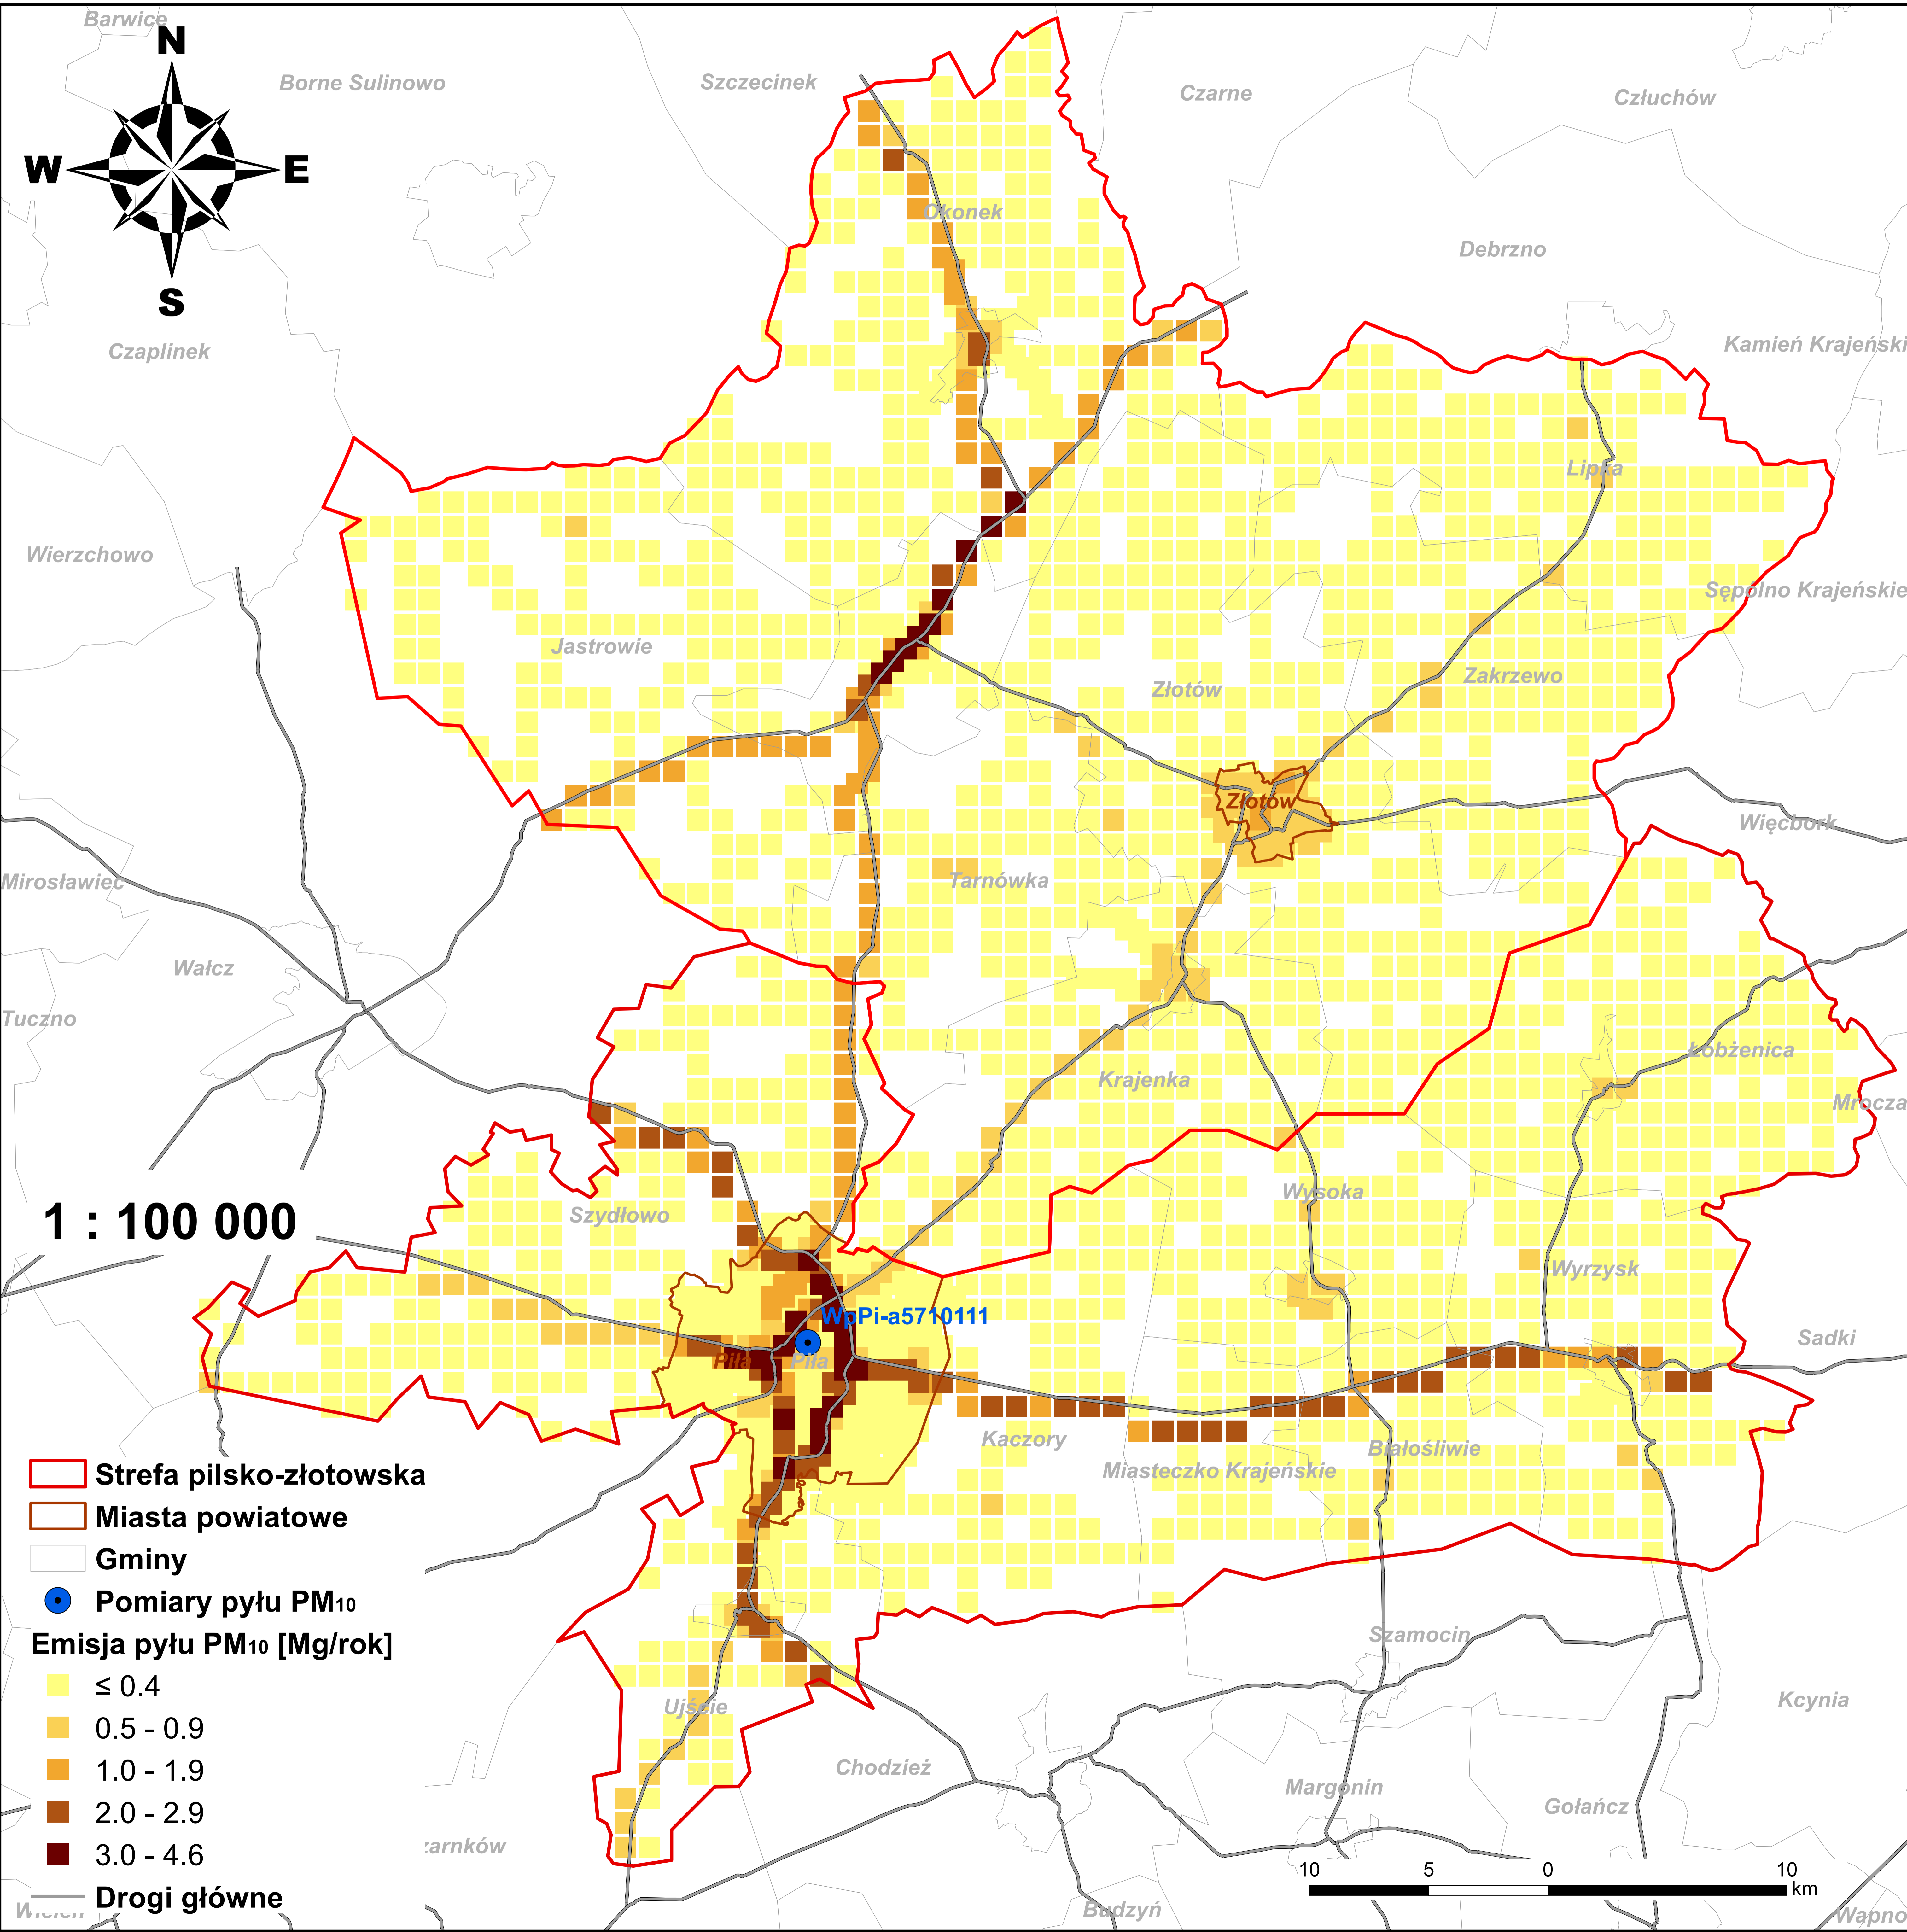 Barwice
N
Borne Sulinowo
Szczecinek
Czarne
Człuchów
W
E
Okonek
Debrzno
S
Czaplinek
Kamień Krajeński
Lipka
Wierzchowo
Sępólno Krajeńskie
Jastrowie
Złotów
Zakrzewo
Złotów
Więcbork
Mirosławiec
Tarnówka
Wałcz
Tuczno
Łobżenica
Krajenka
Mrocza
Wysoka
Szydłowo
1 : 100 000
Wyrzysk
WpPi-a5710111
Sadki
Piła
Piła
Kaczory
Białośliwie
Miasteczko Krajeńskie
Strefa pilsko-złotowska
Miasta powiatowe
Gminy
Pomiary pyłu PM10
Emisja pyłu PM10 [Mg/rok]
≤ 0.4
0.5 - 0.9
1.0 - 1.9
2.0 - 2.9
3.0 - 4.6
Drogi główne
Szamocin
Ujście
Kcynia
Chodzież
Margonin
Gołańcz
zarnków
10 5 0 10
km
Budzyń
Wapno